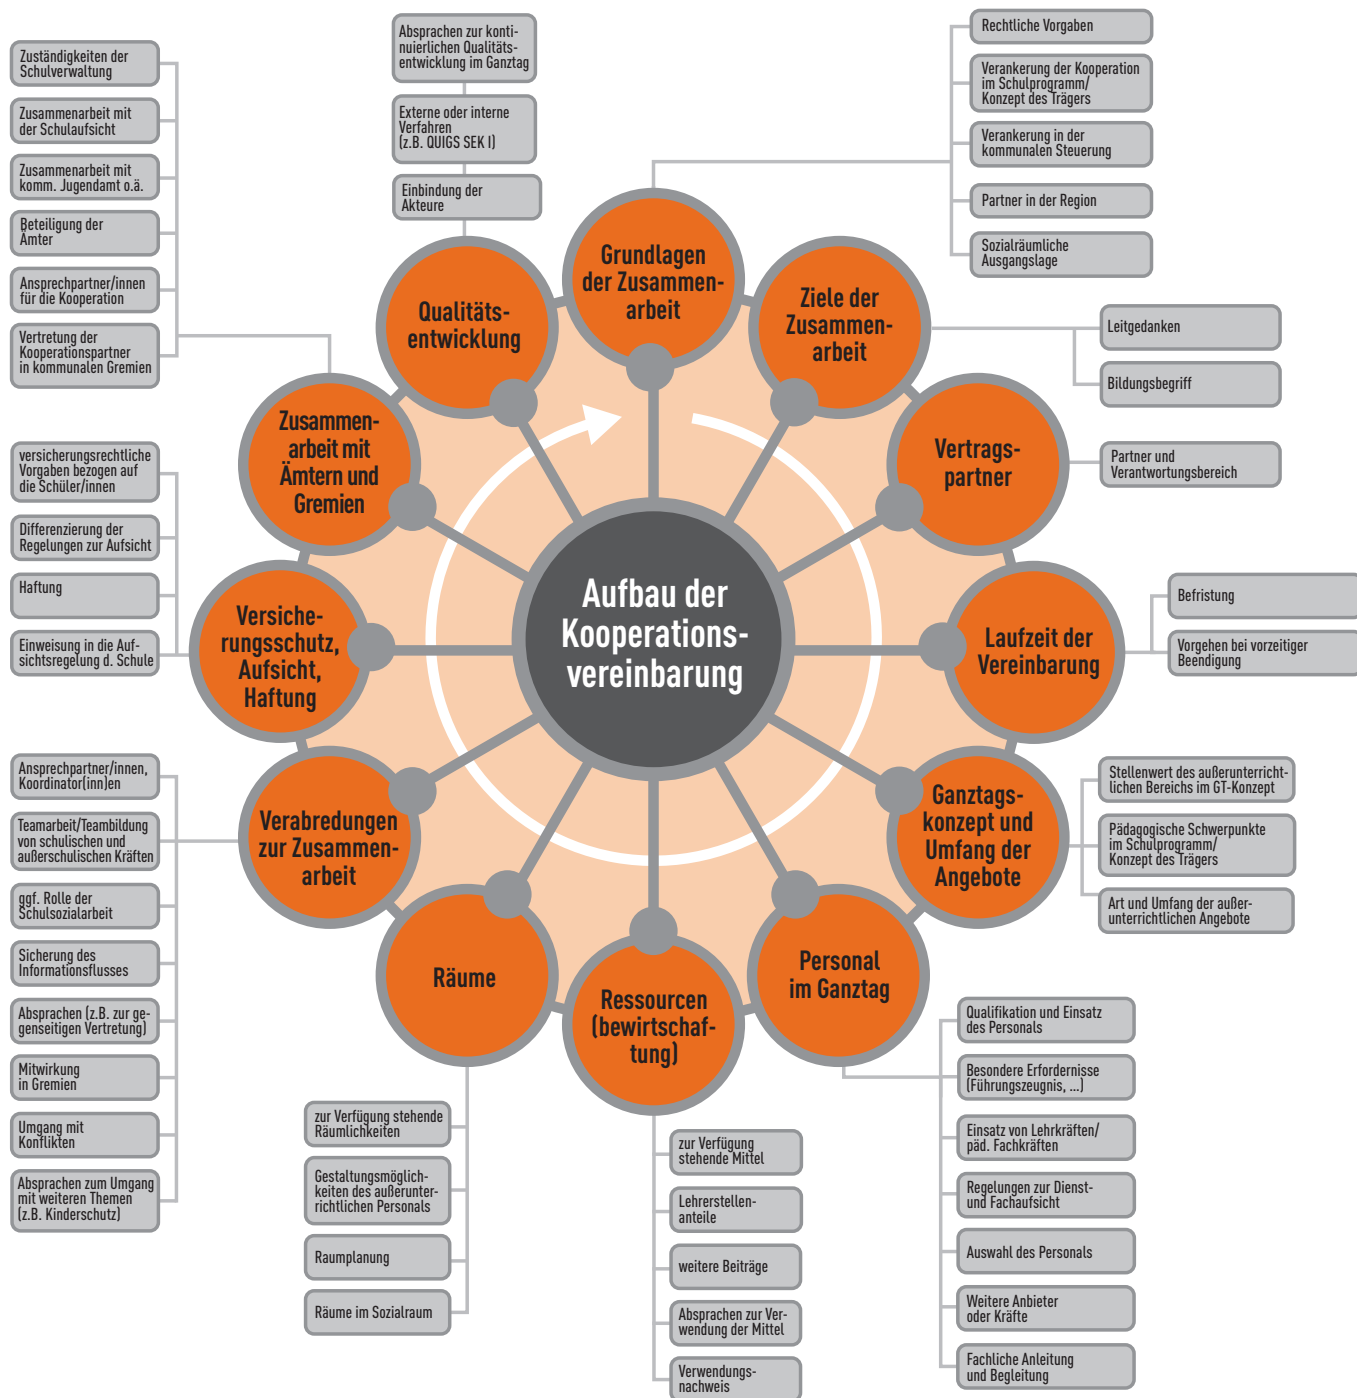 Aufbau der
Kooperations-
vereinbarung
Grundlagen
der Zusammen-
arbeit
Rechtliche Vorgaben
Verankerung der Kooperation
im Schulprogramm/
Konzept des Trägers
Verankerung in der
kommunalen Steuerung
Partner in der Region
Sozialräumliche
Ausgangslage
Ziele der
Zusammen-
arbeit
Leitgedanken
Bildungsbegriff
Vertrags-
partner
Partner und
Verantwortungsbereich
Laufzeit der
Vereinbarung
Befristung
Vorgehen bei vorzeitiger
Beendigung
Ganztags-
konzept und
Umfang der
Angebote
Stellenwert des außerunterricht-
lichen Bereichs im GT-Konzept
Pädagogische Schwerpunkte
im Schulprogramm/
Konzept des Trägers
Art und Umfang der außer-
unterrichtlichen Angebote
Personal
im Ganztag
Qualifikation und Einsatz
des Personals
Besondere Erfordernisse
(Führungszeugnis, ...)
Einsatz von Lehrkräften/
päd. Fachkräften
Regelungen zur Dienst-
und Fachaufsicht
Auswahl des Personals
Weitere Anbieter
oder Kräfte
Fachliche Anleitung
und Begleitung
Ressourcen
(bewirtschaf-
tung)
zur Verfügung
stehende Mittel
Lehrerstellen-
anteile
weitere Beiträge
Absprachen zur Ver-
wendung der Mittel
Verwendungs-
nachweis
Räume
zur Verfügung stehende
Räumlichkeiten
Gestaltungsmöglich-
keiten des außerunter-
richtlichen Personals
Raumplanung
Räume im Sozialraum
Verabredungen
zur Zusammen-
arbeit
Ansprechpartner/innen,
Koordinator(inn)en
Teamarbeit/Teambildung
von schulischen und
außerschulischen Kräften
ggf. Rolle der
Schulsozialarbeit
Sicherung des
Informationsflusses
Absprachen (z.B. zur ge-
genseitigen Vertretung)
Mitwirkung
in Gremien
Umgang mit
Konflikten
Absprachen zum Umgang
mit weiteren Themen
(z.B. Kinderschutz)
Versiche-
rungsschutz,
Aufsicht,
Haftung
versicherungsrechtliche
Vorgaben bezogen auf
die Schüler/innen
Differenzierung der
Regelungen zur Aufsicht
Haftung
Einweisung in die Auf-
sichtsregelung d. Schule
Zusammen-
arbeit mit
Ämtern und
Gremien
Zuständigkeiten der
Schulverwaltung
Zusammenarbeit mit
der Schulaufsicht
Zusammenarbeit mit
komm. Jugendamt o.ä.
Beteiligung der
Ämter
Ansprechpartner/innen
für die Kooperation
Vertretung der
Kooperationspartner
in kommunalen Gremien
Qualitäts-
entwicklung
Absprachen zur konti-
nuierlichen Qualitäts-
entwicklung im Ganztag
Externe oder interne
Verfahren
(z.B. QUIGS SEK I)
Einbindung der
Akteure